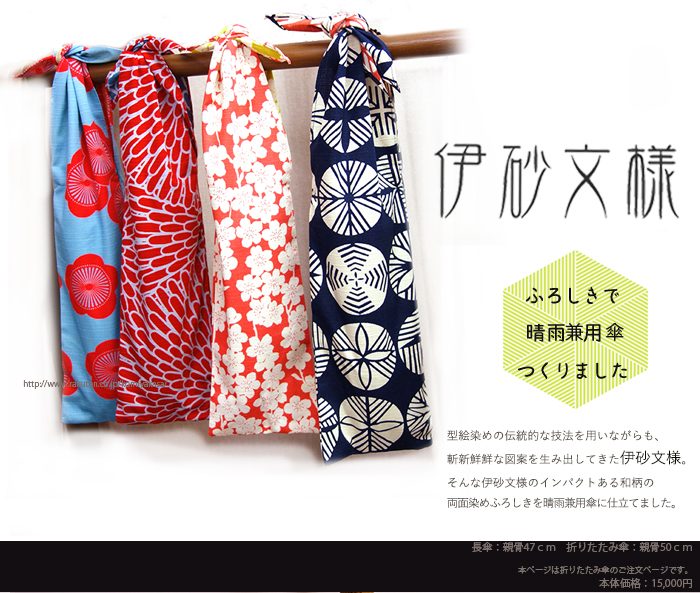 伊砂文様
ふろしきで
晴雨兼用傘
つくりました
型絵染めの伝統的な技法を用いながらも、
斬新鮮鮮な図案を生み出してきた伊砂文様。
そんな伊砂文様のインパクトある和柄の
両面染めふろしきを晴雨兼用傘に仕立てました。
長傘：親骨47cm　折りたたみ傘：親骨50cm
本ページは折りたたみ傘のご注文ページです。
本体価格：15,000円